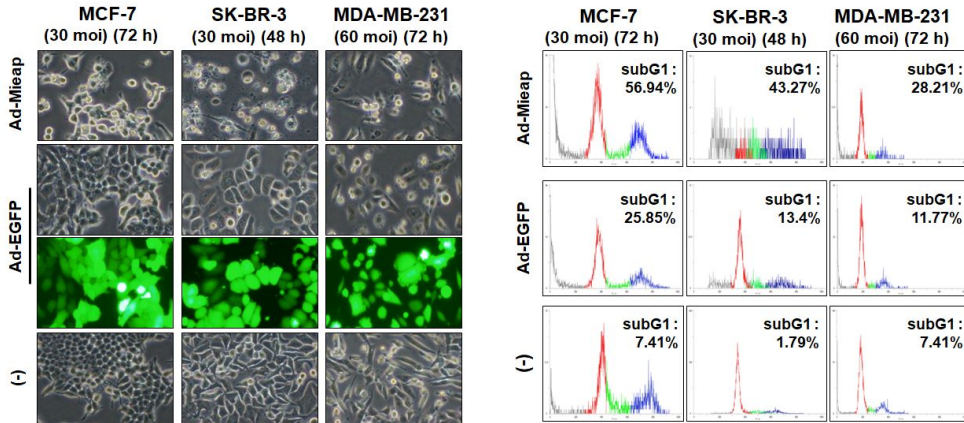 MCF-7 SK-BR-3 MDA-MB-231
(30 moi) (72 h) (30 moi) (48 h) (60 moi) (72 h)
Ad-Mieap
Ad-EGFP
(-)
MCF-7 SK-BR-3 MDA-MB-231
(30 moi) (72 h) (30 moi) (48 h) (60 moi) (72 h)
Ad-Mieap
subG1 : subG1 : subG1 :
56.94% 43.27% 28.21%
Ad-EGFP
25.85% 13.4% 11.77%
(-)
subG1 : subG1 : subG1 :
7.41% 1.79% 7.41%